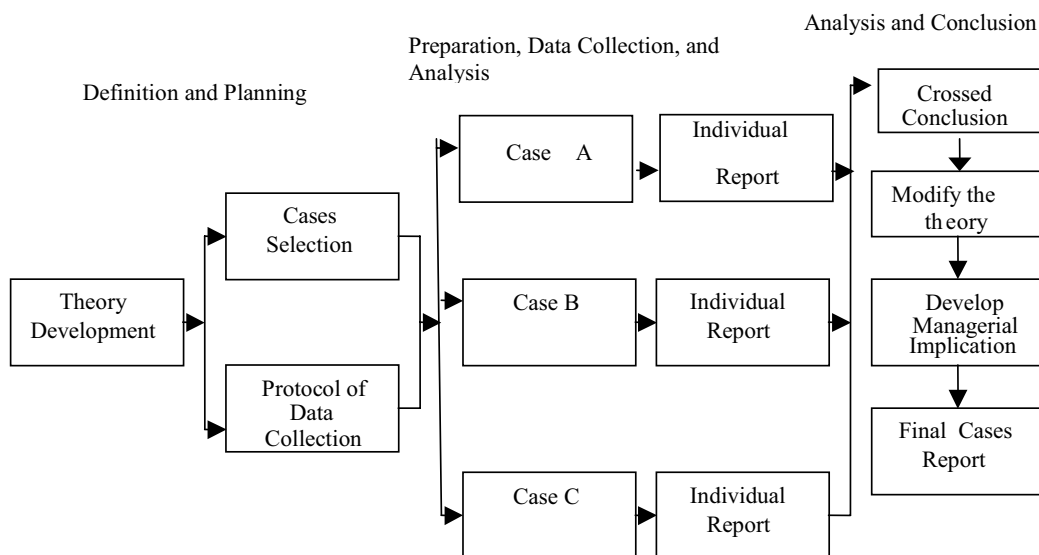 Definition and Planning
Preparation, Data Collection, and
Analysis
Analysis and Conclusion
Theory
Development
Cases
Selection
Protocol of
Data
Collection
Case A
Individual
Report
Case B
Individual
Report
Case C
Individual
Report
Crossed
Conclusion
Modify the
theory
Develop
Managerial
Implication
Final Cases
Report